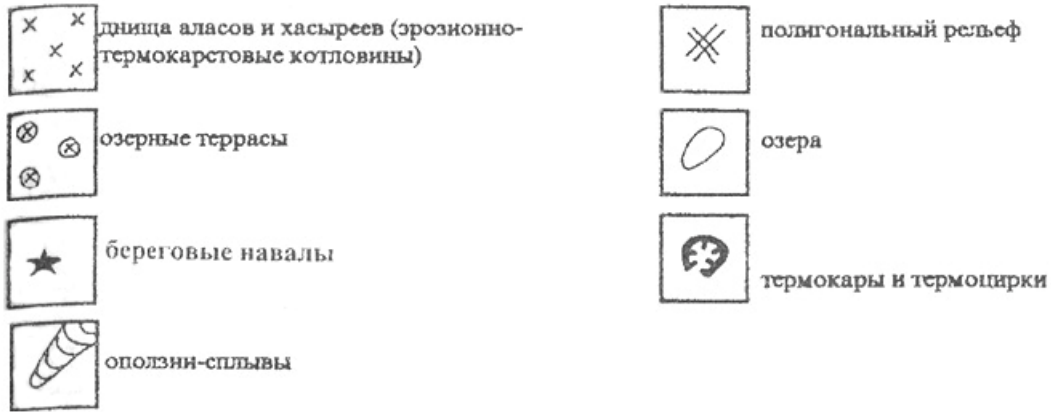 днища аласов и хасыреев (эрозионно-
термокарстовые котловины)
озерные террасы
береговые навалы
оползни-сплывы
полигональный рельеф
озера
термокары и термоцирки